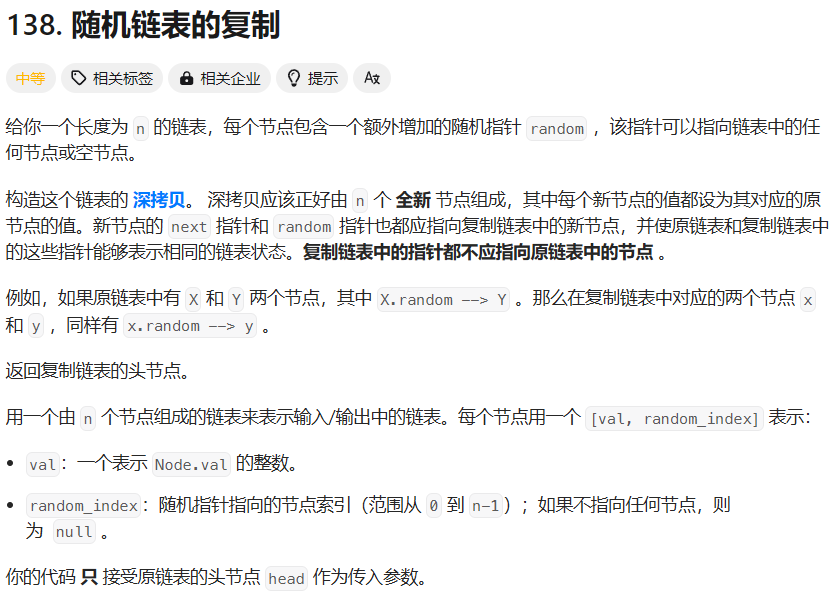 138. 随机链表的复制
中等 相关标签 相关企业 提示
给你一个长度为 n 的链表，每个节点包含一个额外增加的随机指针 random ，该指针可以指向链表中的任
何节点或空节点。
构造这个链表的 深拷贝。 深拷贝应该正好由 n 个 全新 节点组成，其中每个新节点的值都设为其对应的原
节点的值。新节点的 next 指针和 random 指针也都应指向复制链表中的新节点，并使原链表和复制链表中
的这些指针能够表示相同的链表状态。复制链表中的指针都不应指向原链表中的节点 。
例如，如果原链表中有 X 和 Y 两个节点，其中 X.random --> Y 。那么在复制链表中对应的两个节点 x
和 y ，同样有 x.random --> y 。
返回复制链表的头节点。
用一个由 n 个节点组成的链表来表示输入/输出中的链表。每个节点用一个 [val, random_index] 表示：
• val：一个表示 Node.val 的整数。
• random_index：随机指针指向的节点索引（范围从 0 到 n-1）；如果不指向任何节点，则
为 null 。
你的代码 只 接受原链表的头节点 head 作为传入参数。